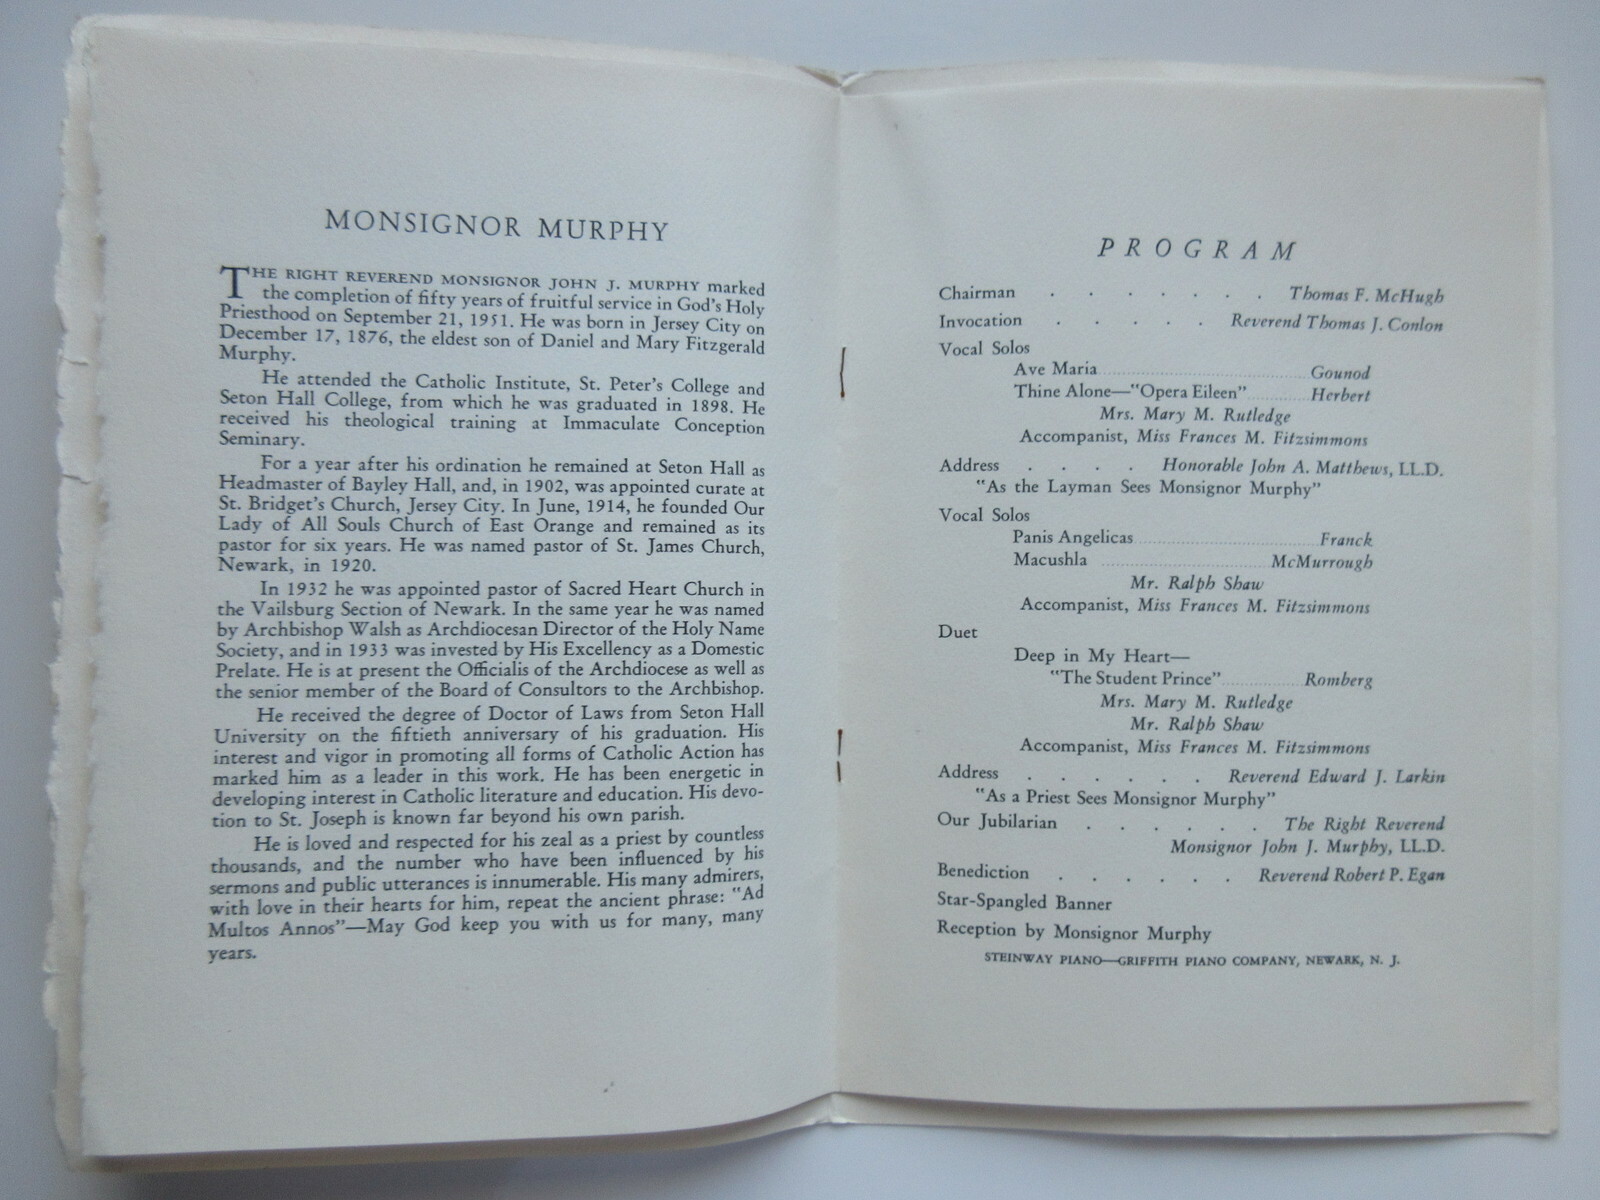 MONSIGNOR MURPHY
THE RIGHT REVEREND MONSIGNOR JOHN J. MURPHY marked
the completion of fifty years of fruitful service in God's Holy
Priesthood on September 21, 1951. He was born in Jersey City on
December 17, 1876, the eldest son of Daniel and Mary Fitzgerald
Murphy.
He attended the Catholic Institute, St. Peter's College and
Seton Hall College, from which he was graduated in 1898. He
received his theological training at Immaculate Conception
Seminary.
For a year after his ordination he remained at Seton Hall as
Headmaster of Bayley Hall, and, in 1902, was appointed curate at
St. Bridget's Church, Jersey City. In June, 1914, he founded Our
Lady of All Souls Church of East Orange and remained as its
pastor for six years. He was named pastor of St. James Church,
Newark, in 1920.
In 1932 he was appointed pastor of Sacred Heart Church in
the Vailsburg Section of Newark. In the same year he was named
by Archbishop Walsh as Archdiocesan Director of the Holy Name
Society, and in 1933 was invested by His Excellency as a Domestic
Prelate. He is at present the Officialis of the Archdiocese as well as
the senior member of the Board of Consultors to the Archbishop.
He received the degree of Doctor of Laws from Seton Hall
University on the fiftieth anniversary of his graduation. His
interest and vigor in promoting all forms of Catholic Action has
marked him as a leader in this work. He has been energetic in
developing interest in Catholic literature and education. His devo-
tion to St. Joseph is known far beyond his own parish.
He is loved and respected for his zeal as a priest by countless
thousands, and the number who have been influenced by his
sermons and public utterances is innumerable. His many admirers,
with love in their hearts for him, repeat the ancient phrase: "Ad
Multos Annos"—May God keep you with us for many, many
years.
PROGRAM
Chairman . . . . . . . Thomas F. McHugh
Invocation . . . . . Reverend Thomas J. Conlon
Vocal Solos
Ave Maria Gounod
Thine Alone—"Opera Eileen" Herbert
Mrs. Mary M. Rutledge
Accompanist, Miss Frances M. Fitzsimmons
Address . . . . Honorable John A. Matthews, LL.D.
"As the Layman Sees Monsignor Murphy"
Vocal Solos
Panis Angelicas Franck
Macushla McMurrough
Mr. Ralph Shaw
Accompanist, Miss Frances M. Fitzsimmons
Duet
Deep in My Heart—
"The Student Prince" Romberg
Mrs. Mary M. Rutledge
Mr. Ralph Shaw
Accompanist, Miss Frances M. Fitzsimmons
Address . . . . . . Reverend Edward J. Larkin
"As a Priest Sees Monsignor Murphy"
Our Jubilarian . . . . . . The Right Reverend
Monsignor John J. Murphy, LL.D.
Benediction . . . . . . Reverend Robert P. Egan
Star-Spangled Banner
Reception by Monsignor Murphy
STEINWAY PIANO—GRIFFITH PIANO COMPANY, NEWARK, N. J.